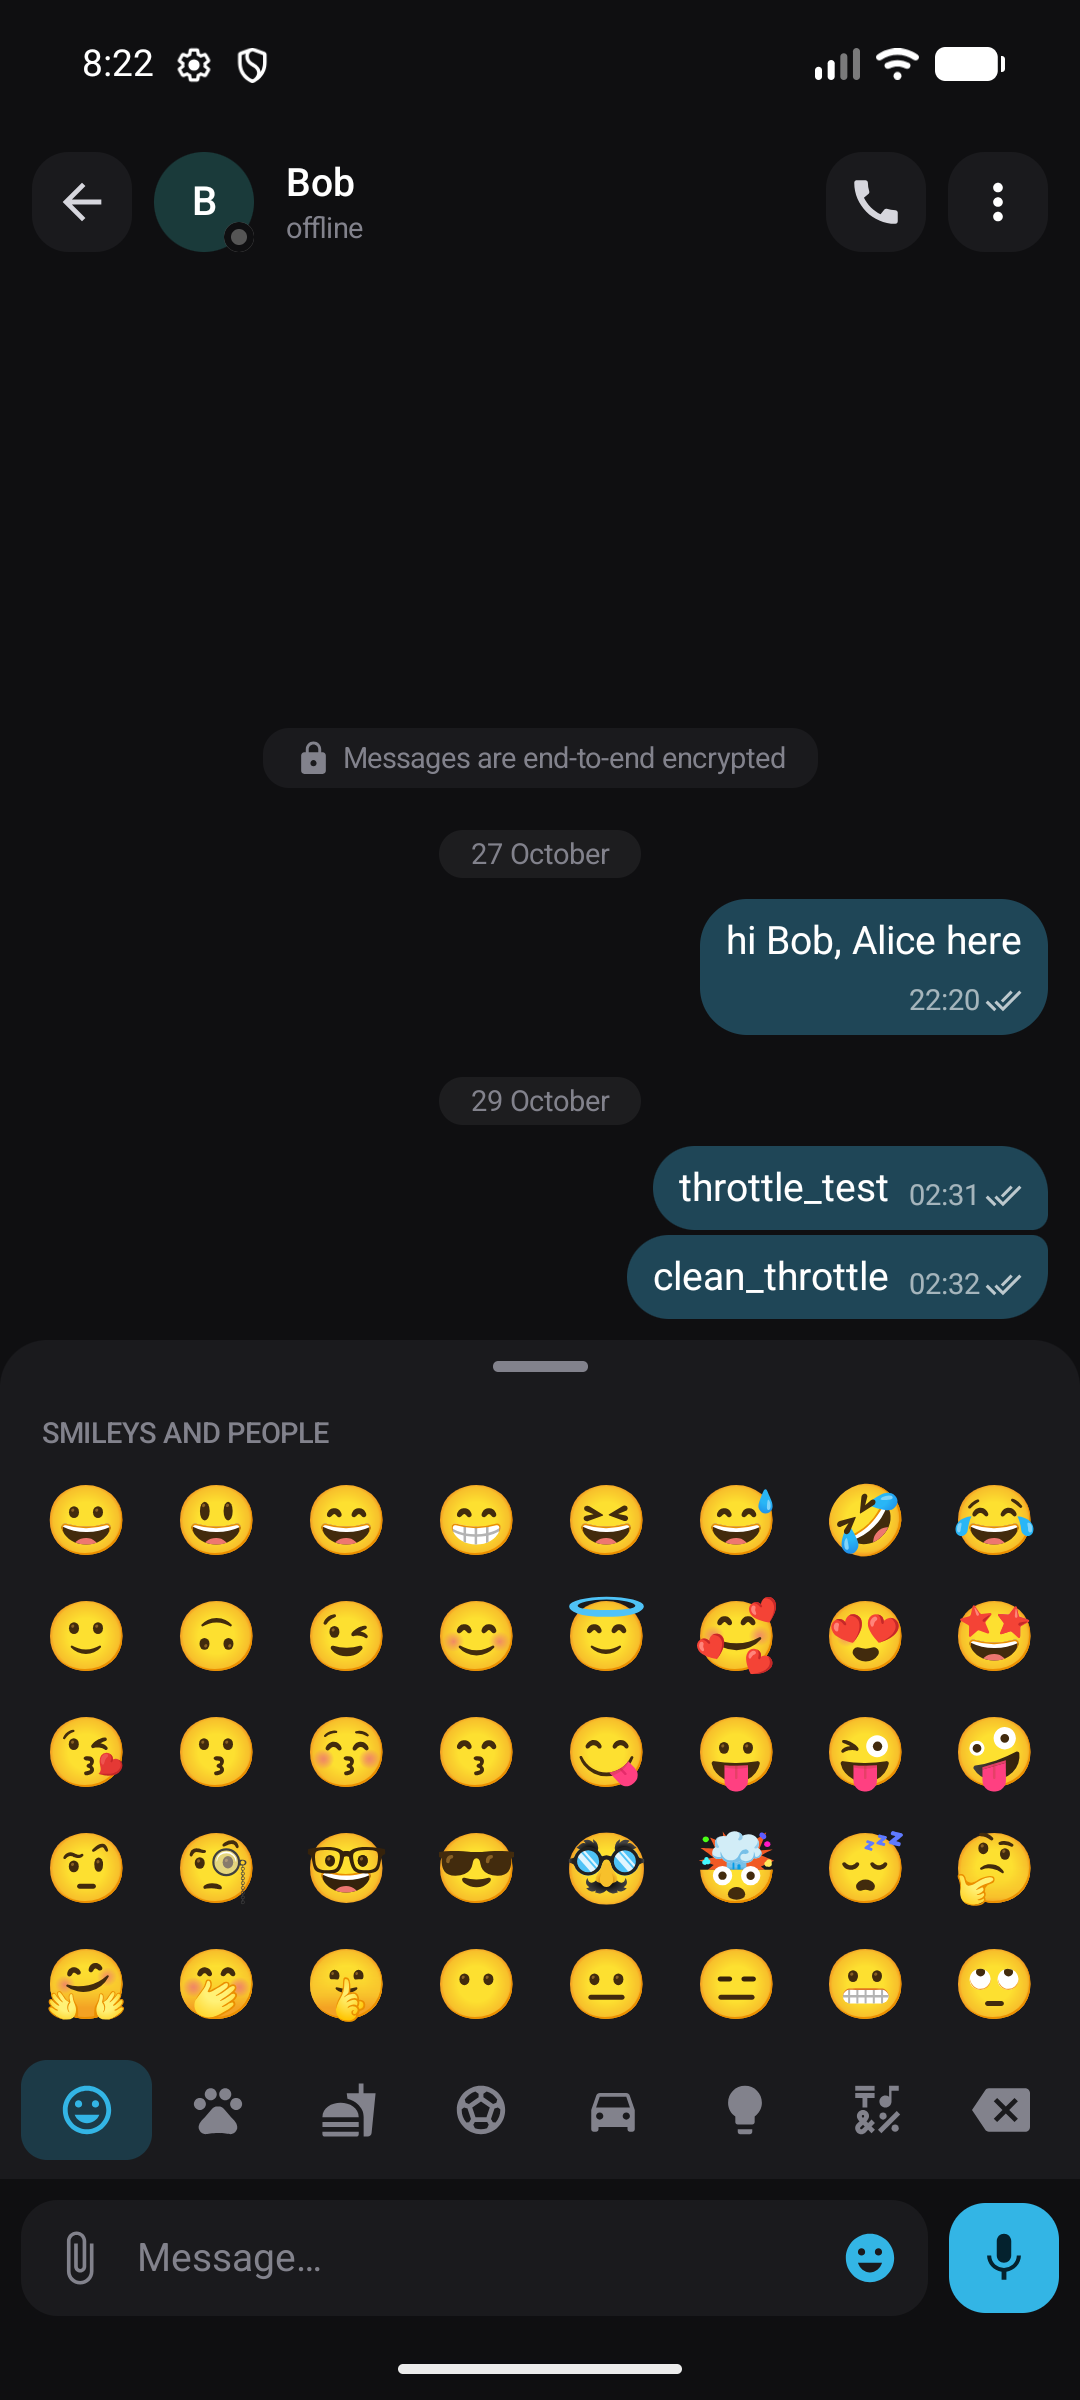 8:22
B
Bob
offline
Messages are end-to-end encrypted
27 October
hi Bob, Alice here
22:20
29 October
throttle_test 02:31
clean_throttle 02:32
SMILEYS AND PEOPLE
Message…